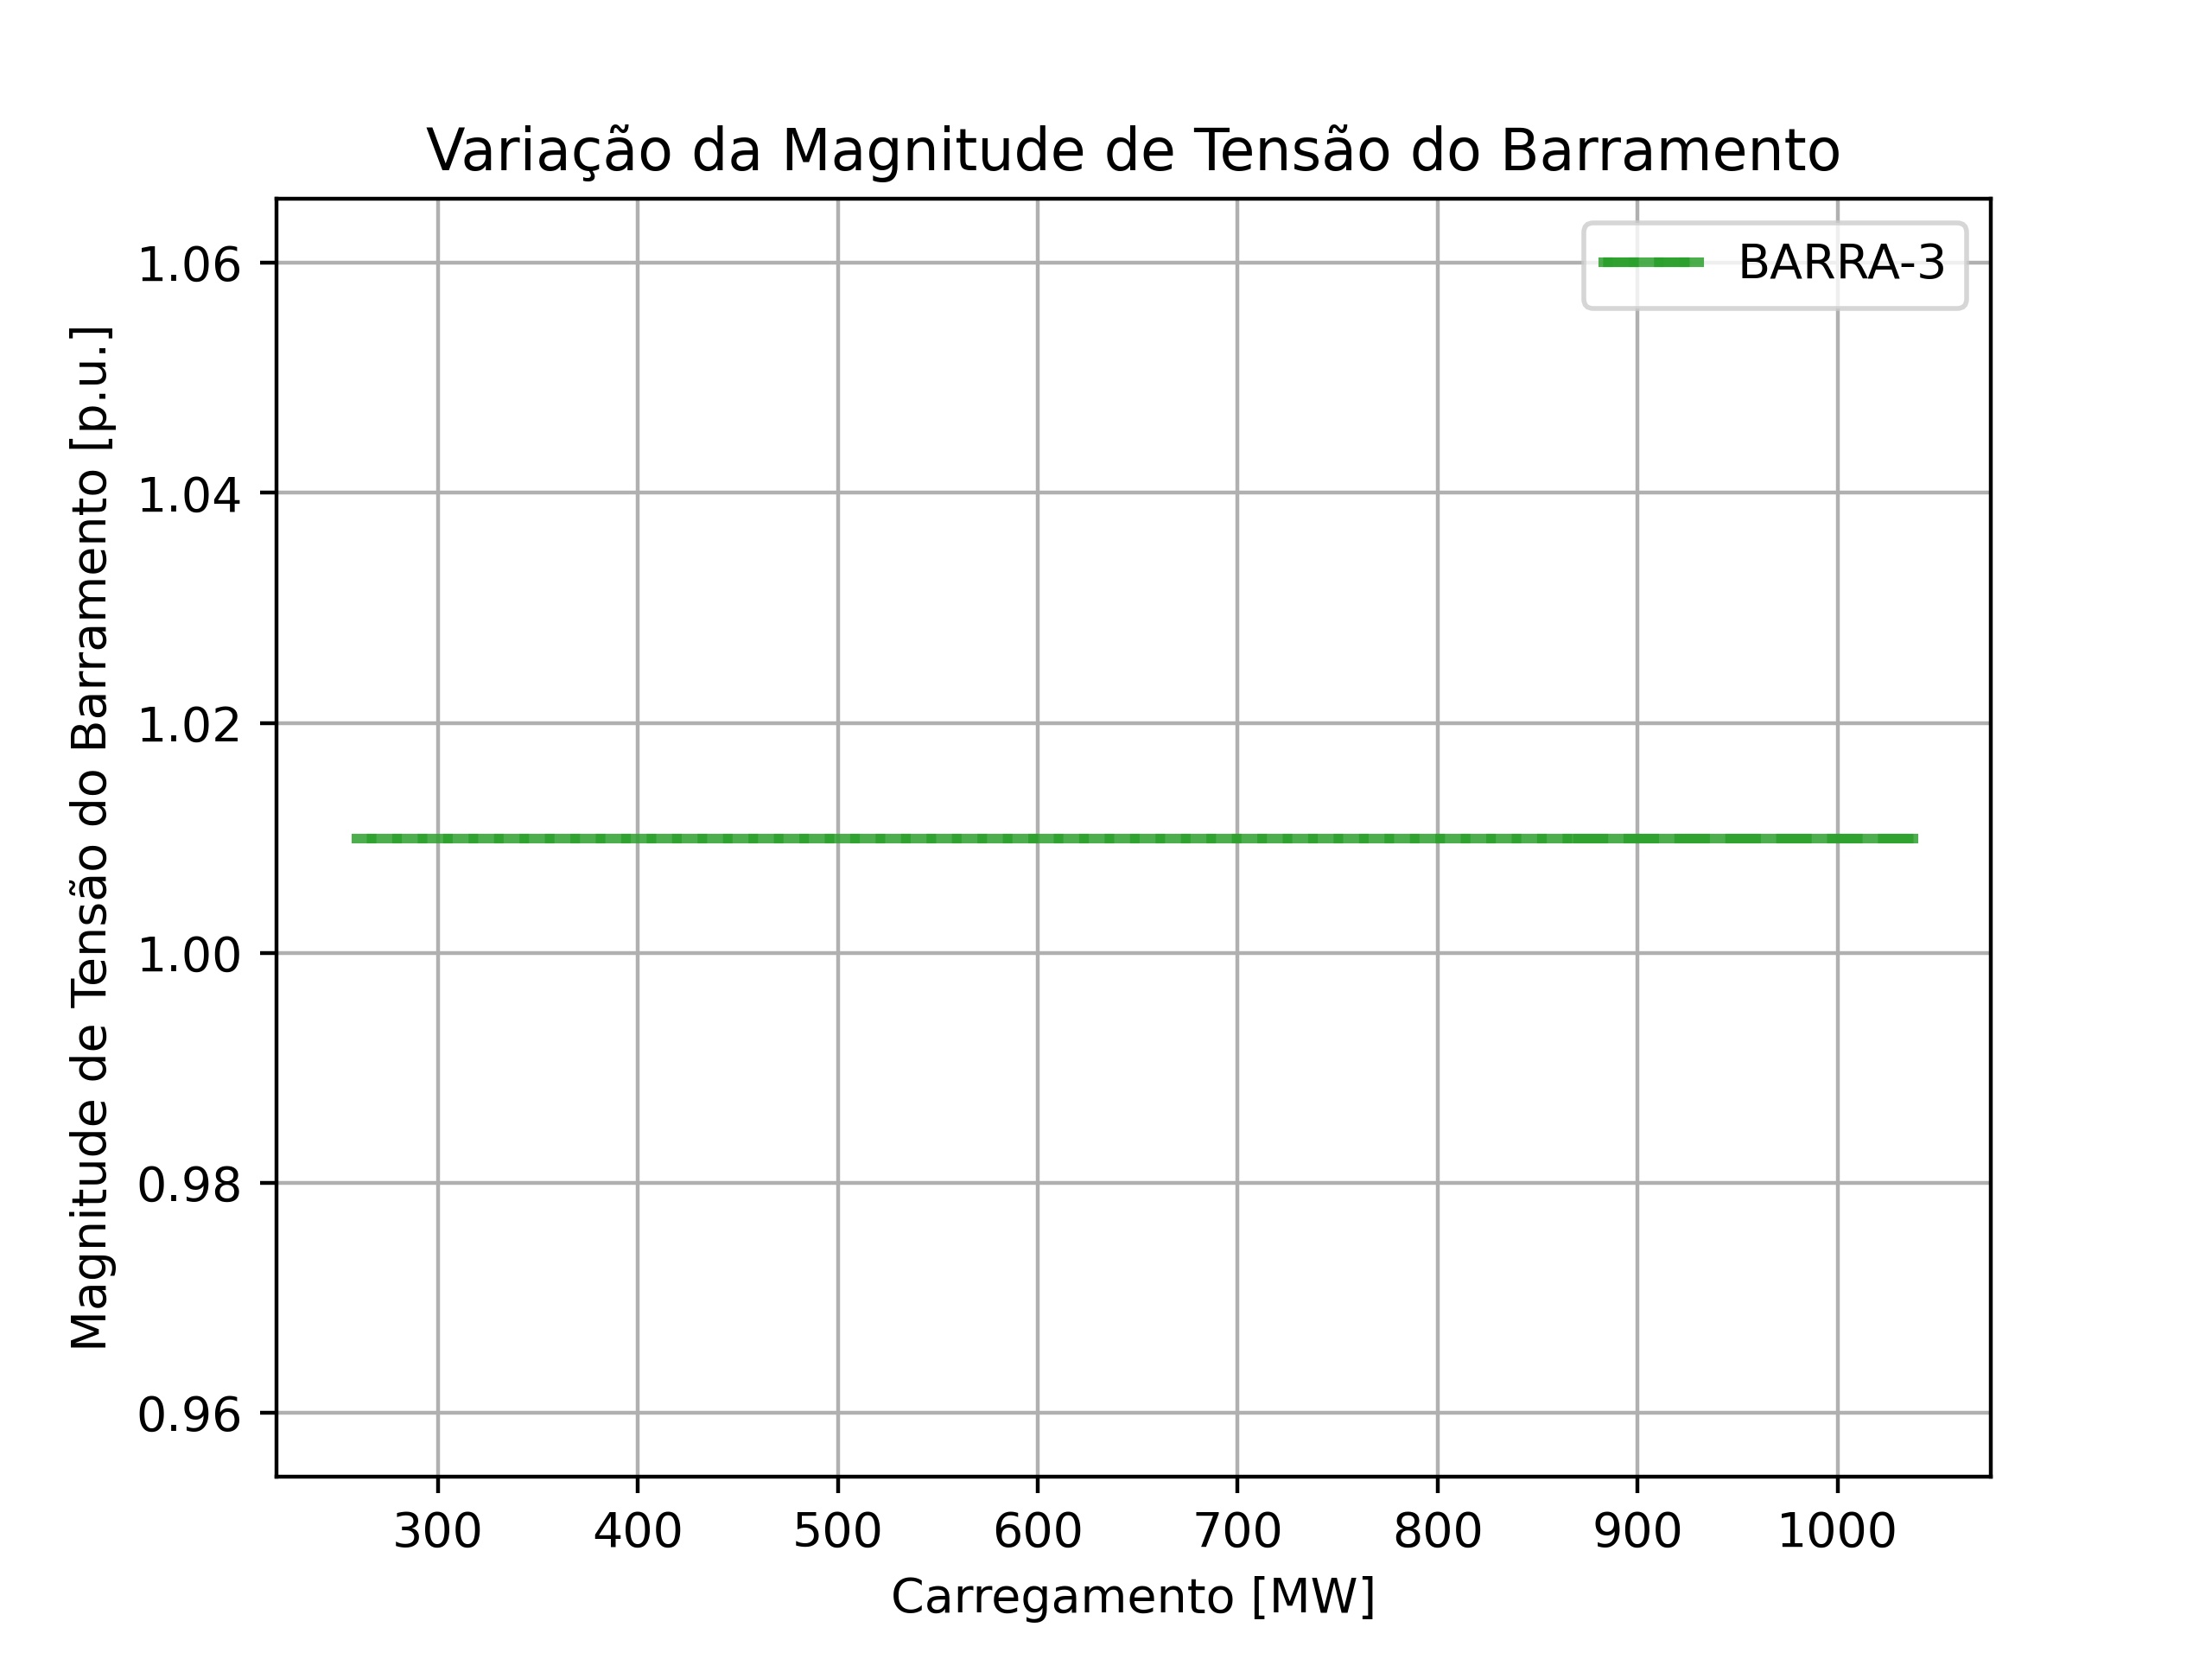 Variação da Magnitude de Tensão do Barramento
BARRA-3
Magnitude de Tensão do Barramento [p.u.]
1.06
1.04
1.02
1.00
0.98
0.96
300 400 500 600 700 800 900 1000
Carregamento [MW]